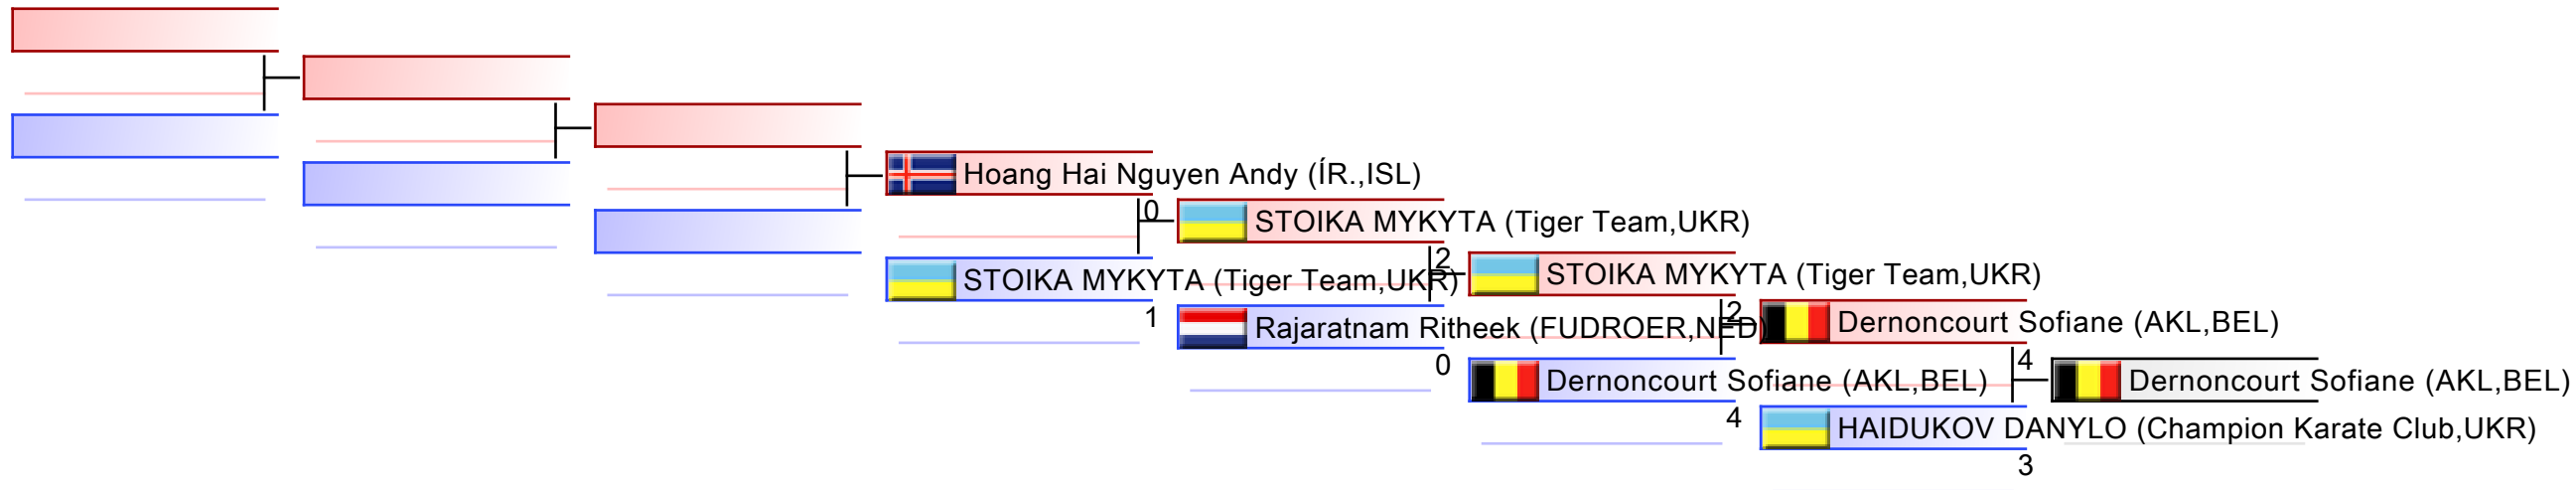 Hoang Hai Nguyen Andy (ÍR.,ISL)
0
STOIKA MYKYTA (Tiger Team,UKR)
2
STOIKA MYKYTA (Tiger Team,UKR)
STOIKA MYKYTA (Tiger Team,UKR)
1
2
Rajaratnam Ritheek (FUDROER,NED)
Dernoncourt Sofiane (AKL,BEL)
0
4
Dernoncourt Sofiane (AKL,BEL)
Dernoncourt Sofiane (AKL,BEL)
4
HAIDUKOV DANYLO (Champion Karate Club,UKR)
3